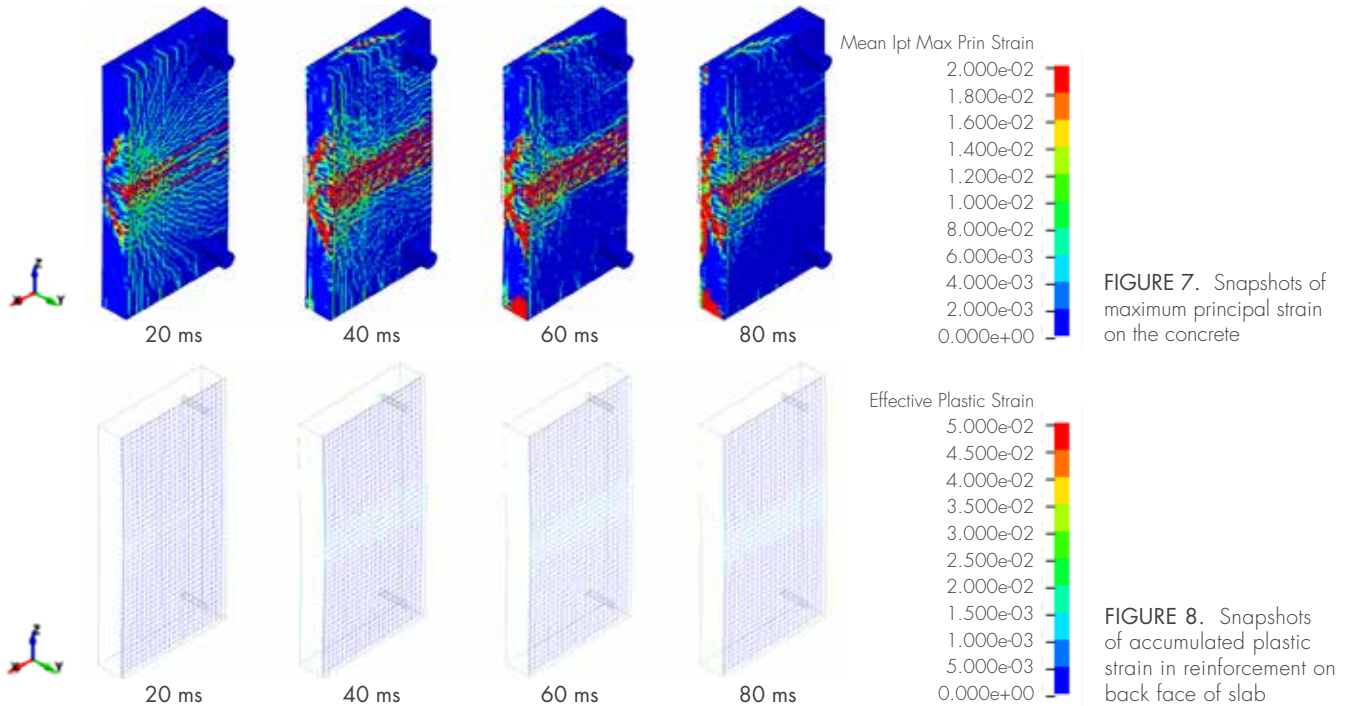 Mean Ipt Max Prin Strain
2.000e-02
1.800e-02
1.600e-02
1.400e-02
1.200e-02
1.000e-02
8.000e-02
6.000e-03
4.000e-03
2.000e-03
0.000e+00
FIGURE 7. Snapshots of
maximum principal strain
on the concrete
Z
X
Y
20 ms
40 ms
60 ms
80 ms
Effective Plastic Strain
5.000e-02
4.500e-02
4.000e-02
3.500e-02
3.000e-02
2.500e-02
2.000e-02
1.500e-03
1.000e-03
5.000e-03
0.000e+00
FIGURE 8. Snapshots
of accumulated plastic
strain in reinforcement on
back face of slab
Z
X
Y
20 ms
40 ms
60 ms
80 ms